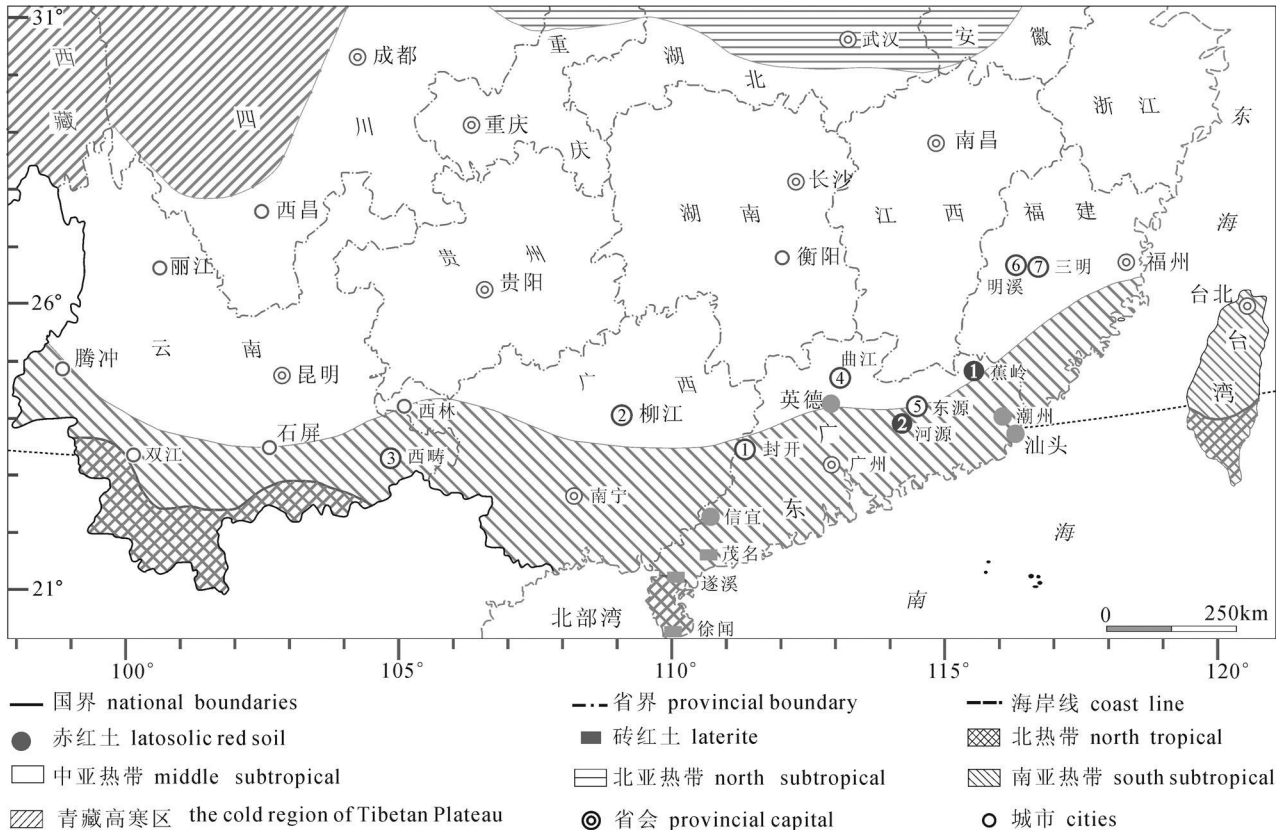 31°
26°
21°
西
藏
四
川
成都
重
庆
重庆
湖
北
武汉
安
徽
浙 江
东
海
南昌
长沙
湖 南
江 西
福 建
西昌
丽江
贵
州
贵阳
衡阳
⑥
⑦
三明
明溪
福州
台北
台
湾
腾冲
云 南
昆明
广 西
曲江
④
❶
蕉岭
西林
②
柳江
英德
⑤
东源
❷
河源
潮州
汕头
石屏
双江
③
西畴
①
封开
广
东
广州
南宁
信宜
茂名
遂溪
徐闻
北部湾
南
海
0 250km
100° 105° 110° 115° 120°
国界 national boundaries
省界 provincial boundary
海岸线 coast line
赤红土 latosolic red soil
砖红土 laterite
北热带 north tropical
中亚热带 middle subtropical
北亚热带 north subtropical
南亚热带 south subtropical
青藏高寒区 the cold region of Tibetan Plateau
省会 provincial capital
城市 cities